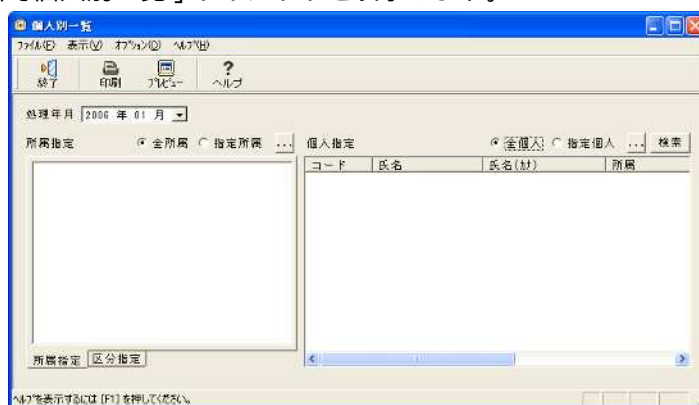 個人別一覧
ファイル(F) 表示(V) オプション(O) ヘルプ(H)
終了 印刷 プレビュー ? ヘルプ
処理年月 2006 年 01 月
所属指定 全所属 指定所属 ... 個人指定 全個人 指定個人 ... 検索
コード 氏名 氏名(カナ) 所属
所属指定 区分指定
ヘルプを表示するには [F1] を押してください。